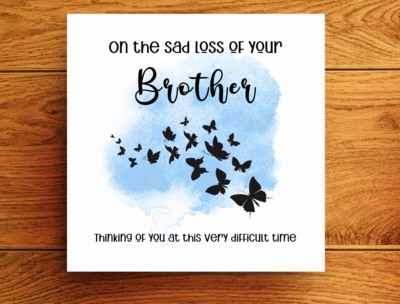 On the sad loss of your
Brother
Thinking of you at this very difficult time